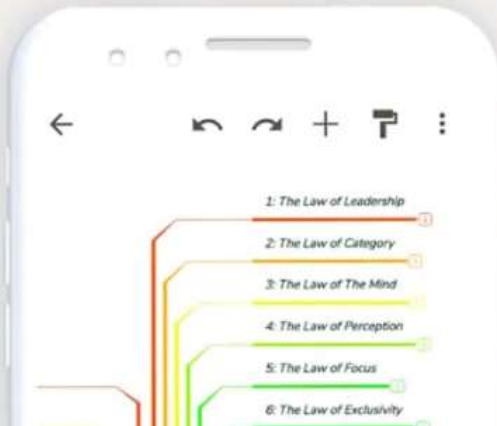 1: The Law of Leadership
2: The Law of Category
3: The Law of The Mind
4: The Law of Perception
5: The Law of Focus
6: The Law of Exclusivity